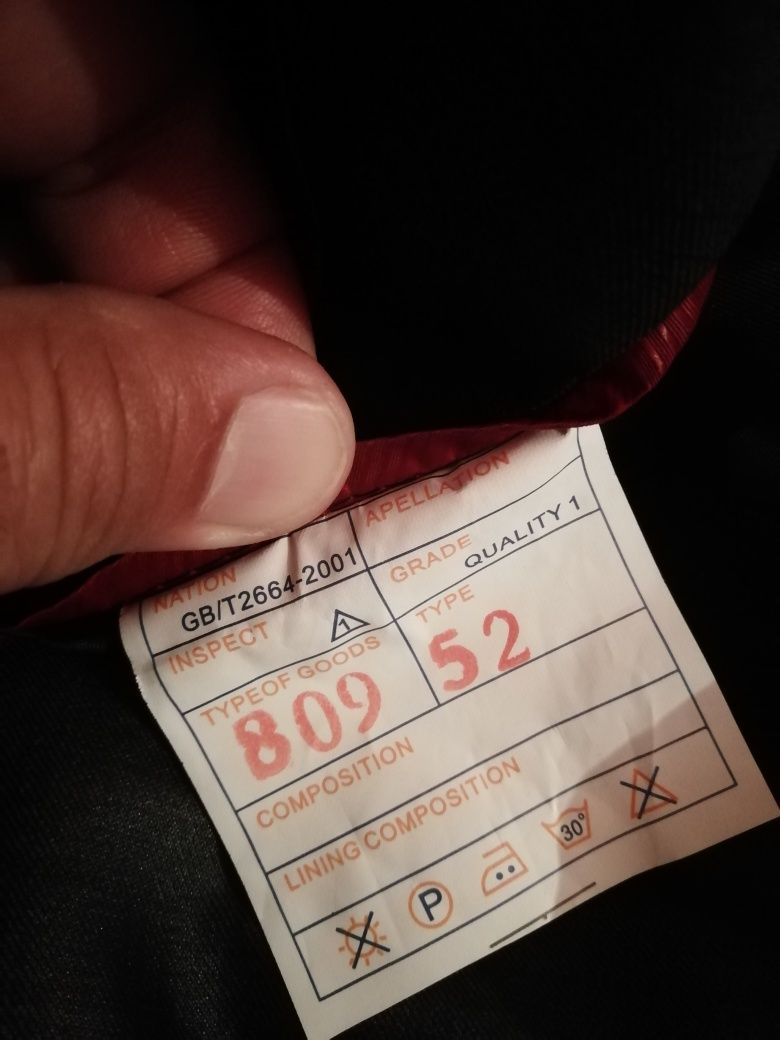 NATION
GB/T2664-2001
APELLATION
INSPECT
1
GRADE
QUALITY 1
TYPEOF GOODS
809
TYPE
52
COMPOSITION
LINING COMPOSITION
P
30°